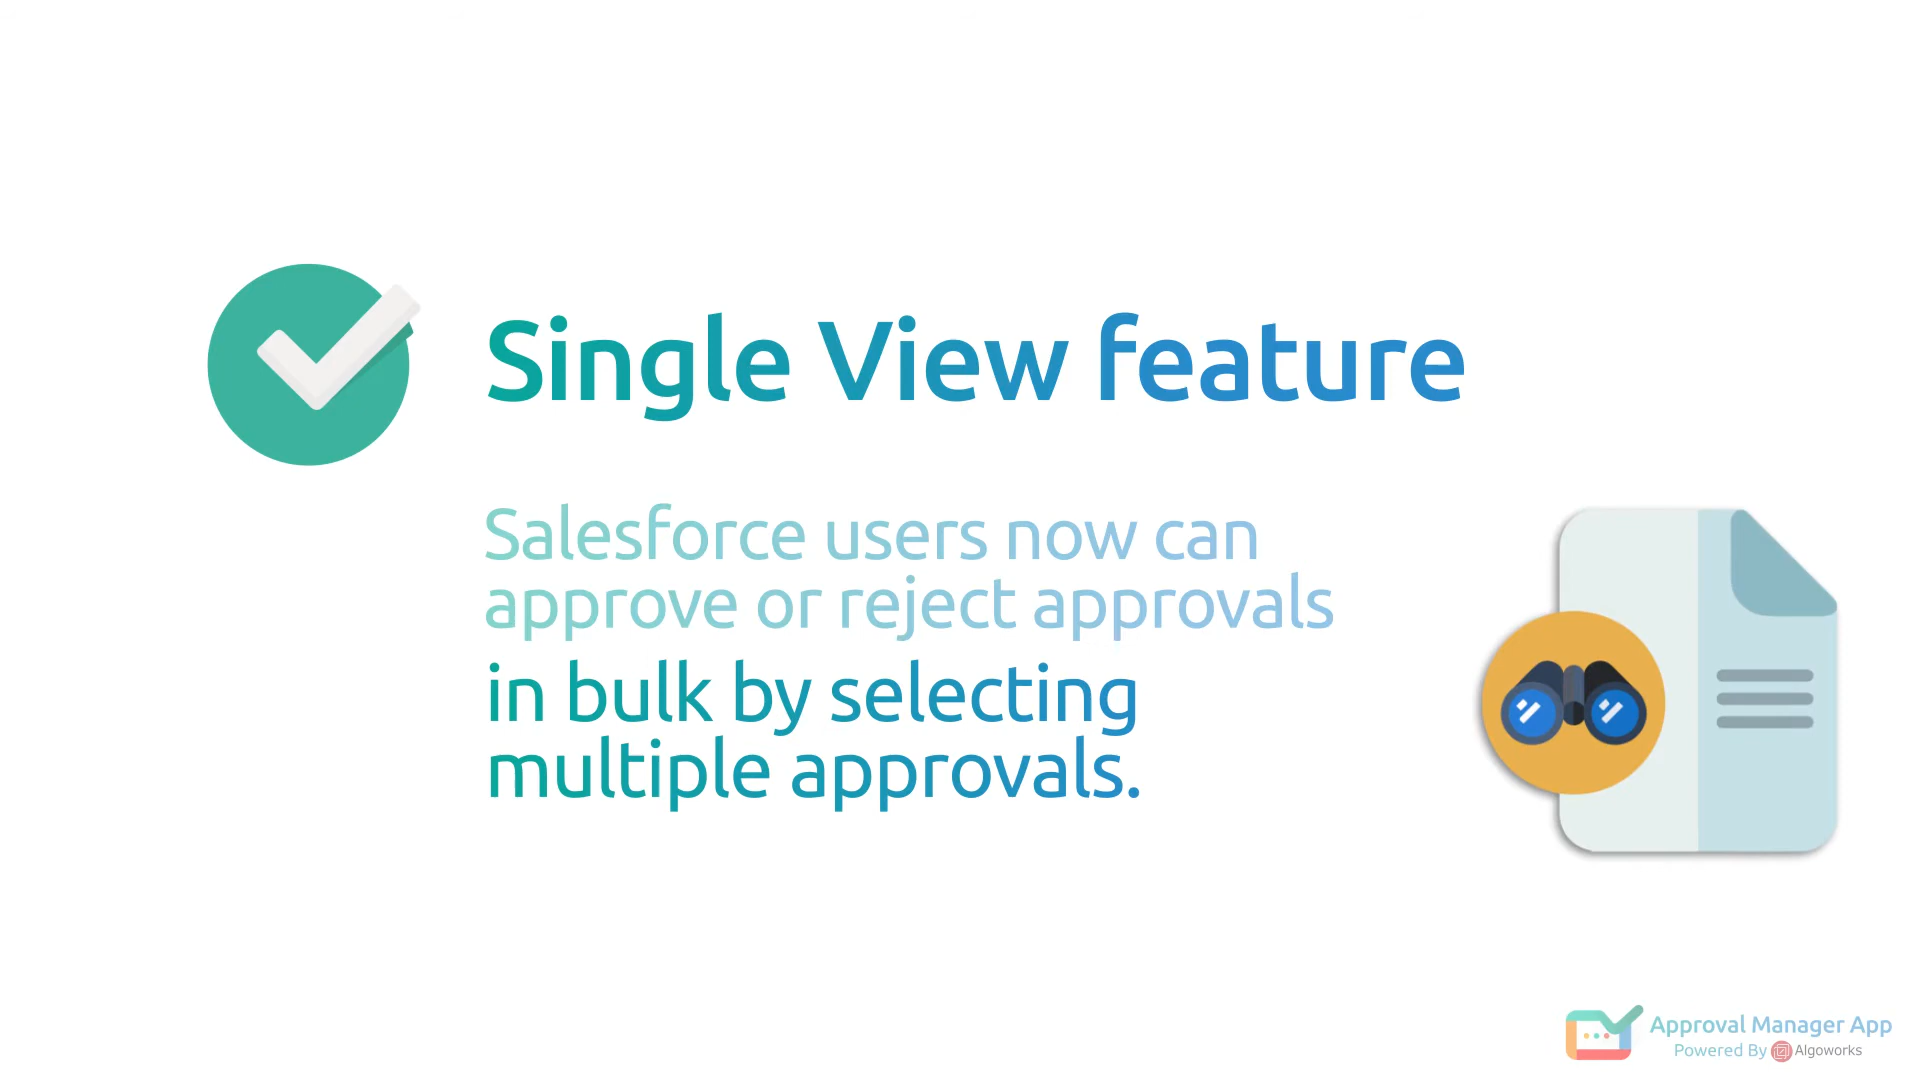 Single View feature
Salesforce users now can
approve or reject approvals
in bulk by selecting
multiple approvals.
Approval Manager App
Powered By Algoworks